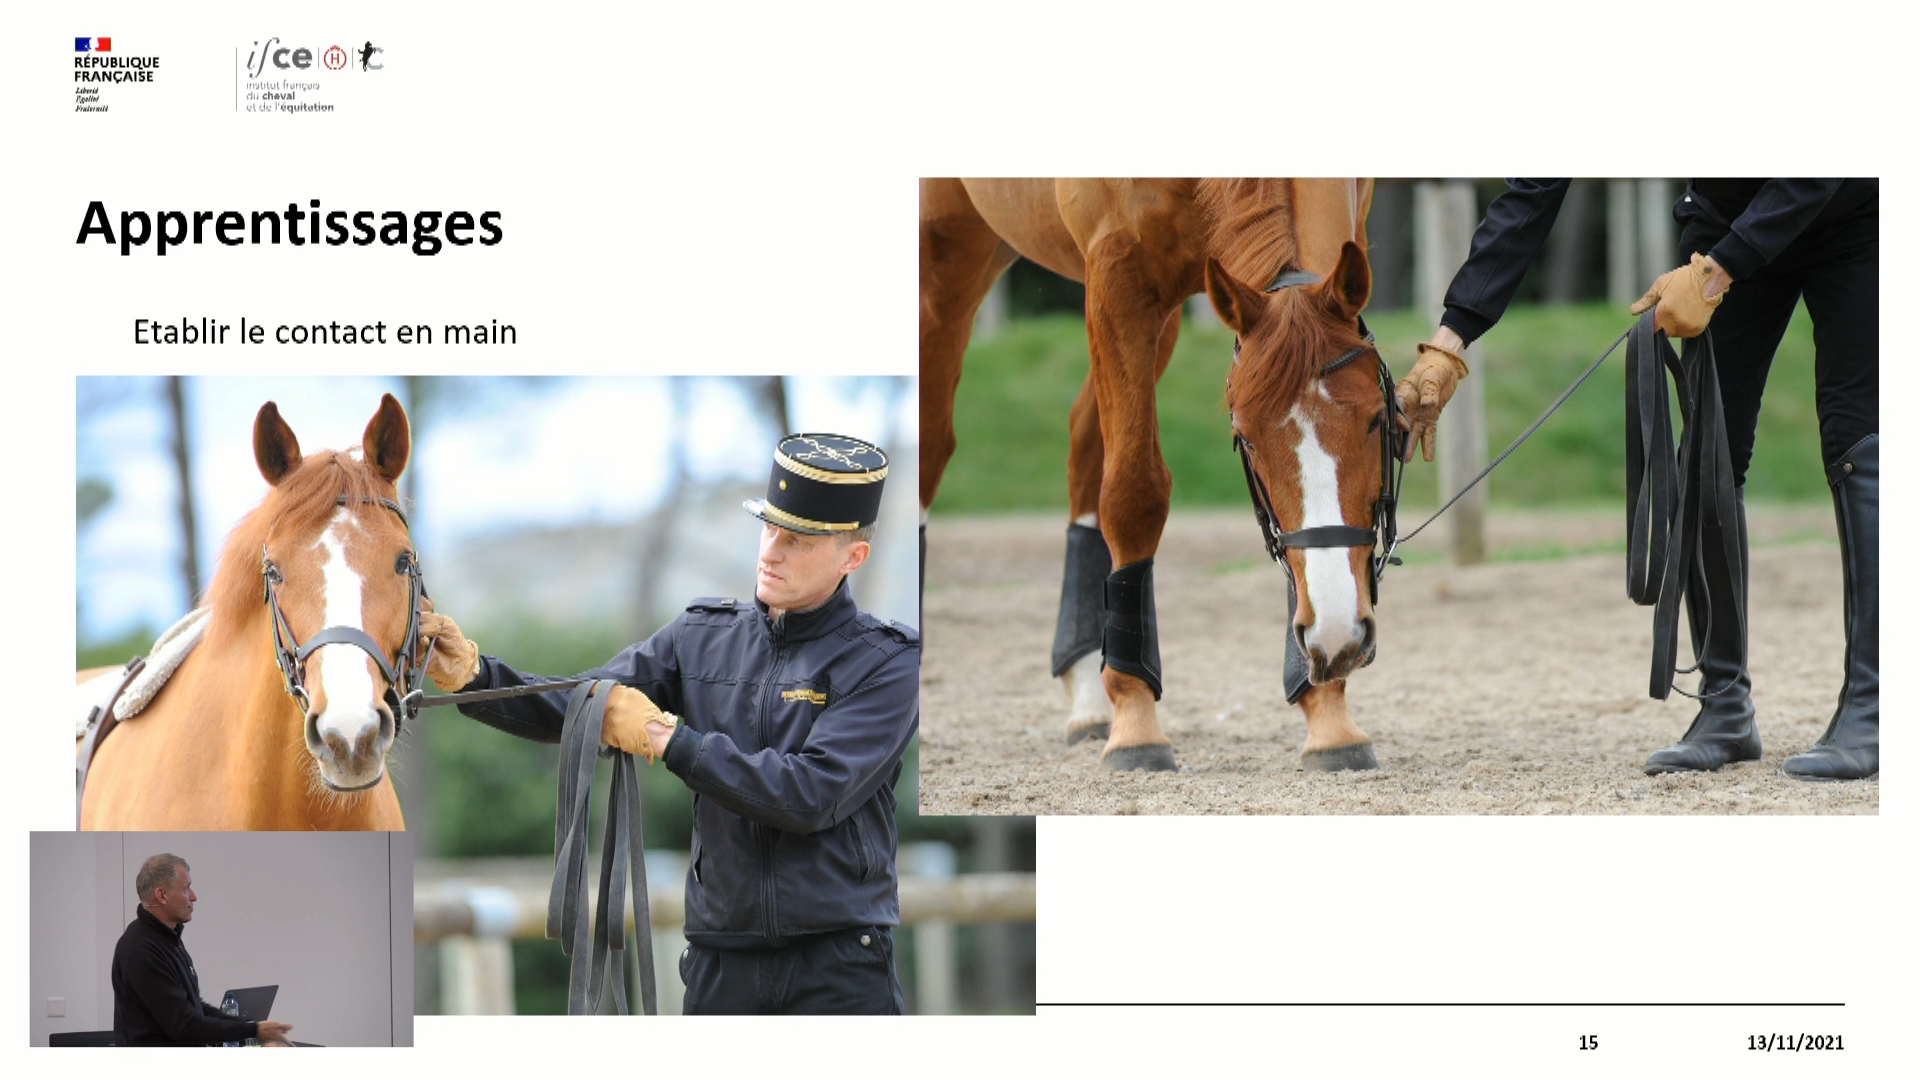 RÉPUBLIQUE
FRANÇAISE
Liberté
Égalité
Fraternité
ifce
institut français
du cheval
et de l'équitation
Apprentissages
Etablir le contact en main
15
13/11/2021